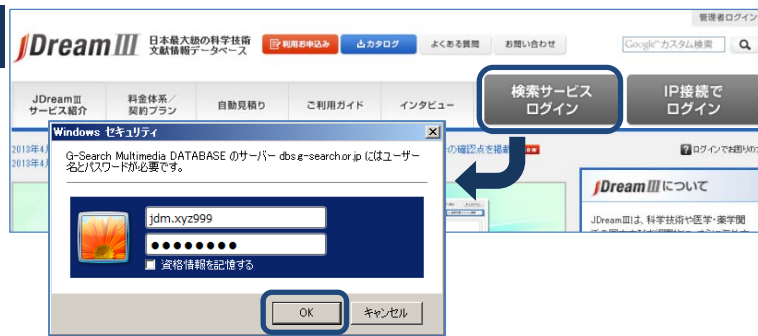 管理者ログイン
JDreamⅢ
日本最大級の科学技術
文献情報データベース
利用お申込み
カタログ
よくある質問
お問い合わせ
Google カスタム検索
JDreamⅢ
サービス紹介
料金体系／
契約プラン
自動見積り
ご利用ガイド
インタビュー
検索サービス
ログイン
IP接続で
ログイン
2013年4月
2013年4月
の確認点を掲載
ログインでお困りの
Windows セキュリティ
G-Search Multimedia DATABASE のサーバー dbs.g-search.or.jp にはユーザー
名とパスワードが必要です。
jdm.xyz999
●●●●●●●●
資格情報を記憶する
OK
キャンセル
JDreamⅢについて
JDreamⅢは、科学技術や医学・薬学関